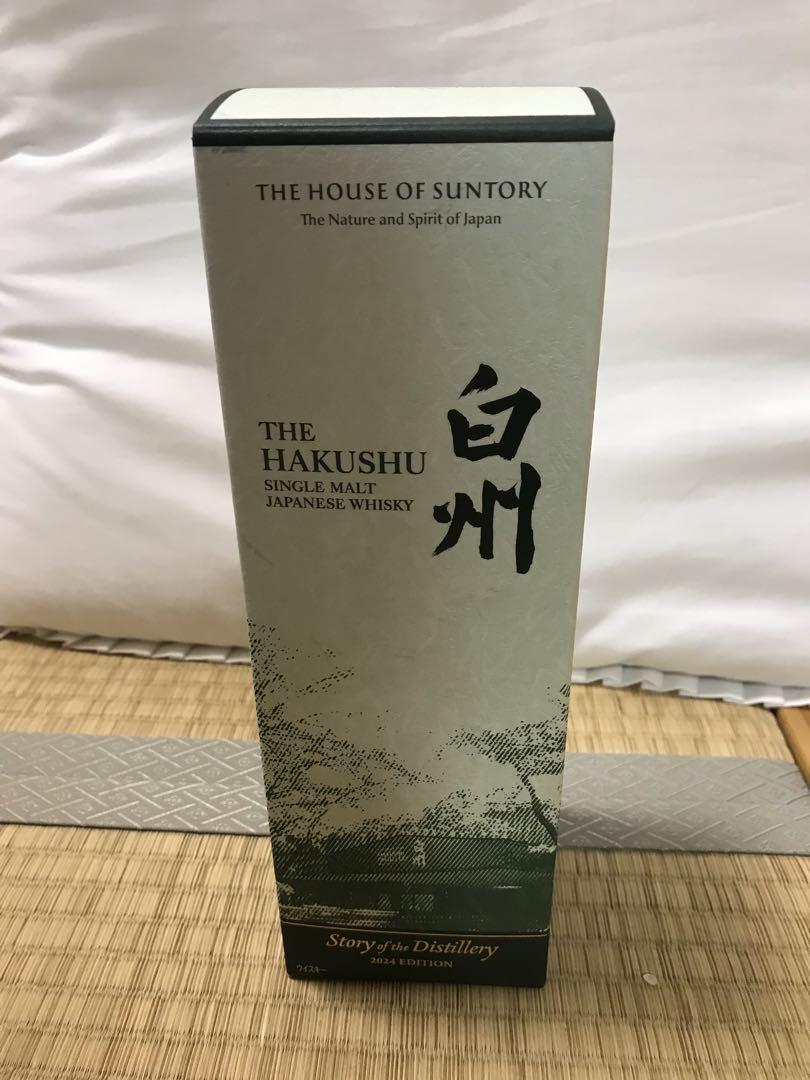 THE HOUSE OF SUNTORY
The Nature and Spirit of Japan
THE
HAKUSHU
SINGLE MALT
JAPANESE WHISKY
白州
Story of the Distillery
2024 EDITION
ウイスキー